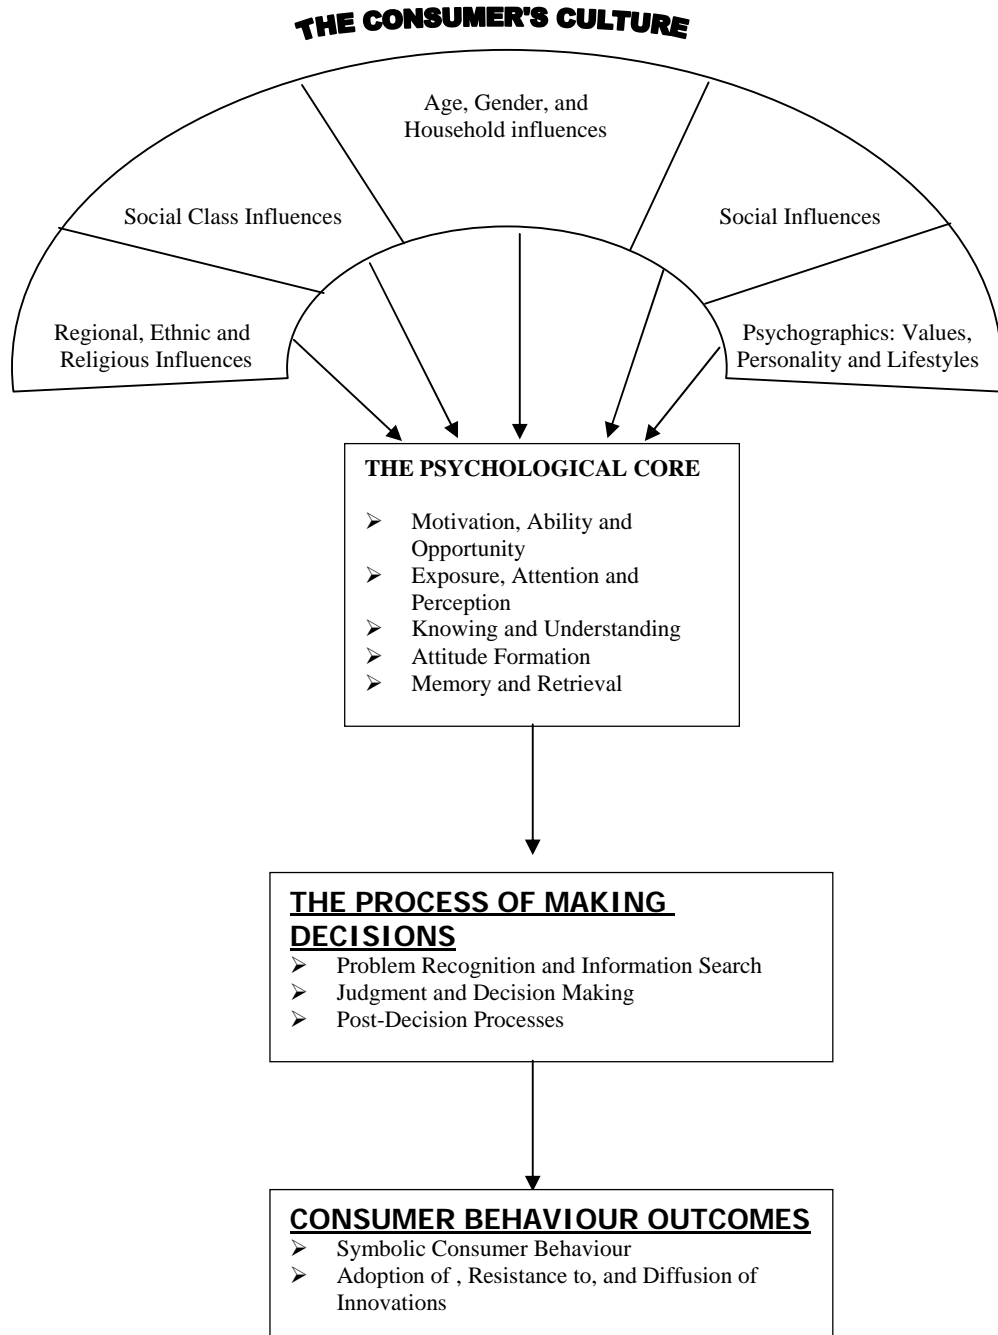 THE CONSUMER'S CULTURE
Age, Gender, and
Household influences
Social Class Influences
Social Influences
Regional, Ethnic and
Religious Influences
Psychographics: Values,
Personality and Lifestyles
THE PSYCHOLOGICAL CORE
➢ Motivation, Ability and
Opportunity
➢ Exposure, Attention and
Perception
➢ Knowing and Understanding
➢ Attitude Formation
➢ Memory and Retrieval
THE PROCESS OF MAKING
DECISIONS
➢ Problem Recognition and Information Search
➢ Judgment and Decision Making
➢ Post-Decision Processes
CONSUMER BEHAVIOUR OUTCOMES
➢ Symbolic Consumer Behaviour
➢ Adoption of , Resistance to, and Diffusion of
Innovations